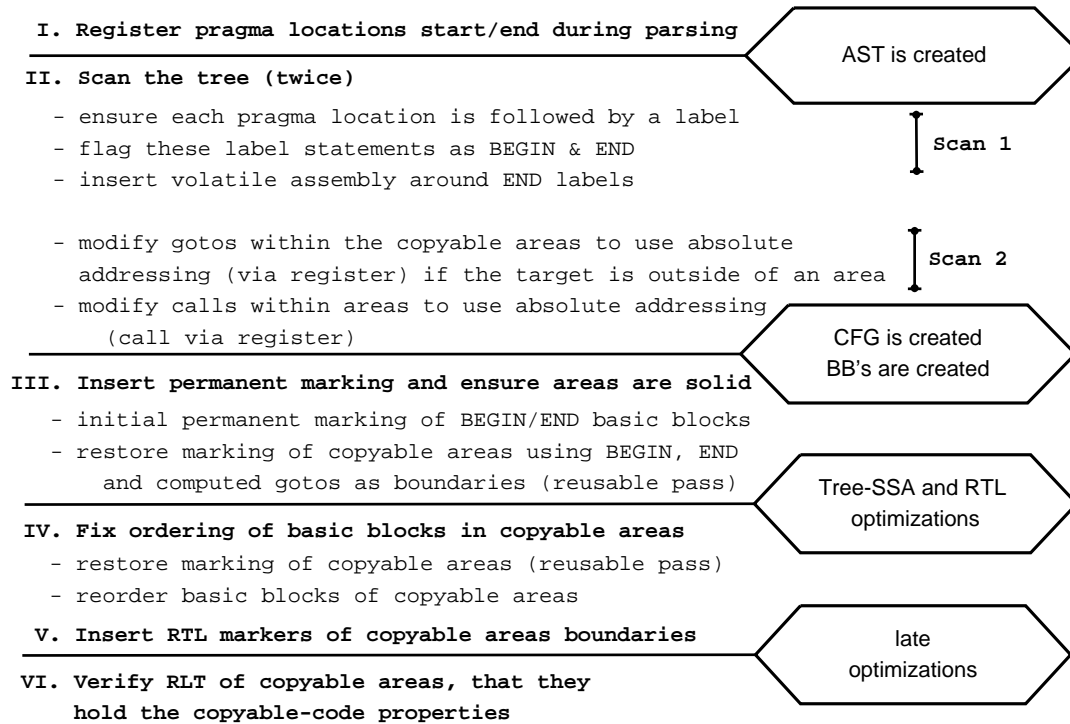 I. Register pragma locations start/end during parsing
AST is created
II. Scan the tree (twice)
- ensure each pragma location is followed by a label
- flag these label statements as BEGIN & END
Scan 1
- insert volatile assembly around END labels
- modify gotos within the copyable areas to use absolute
addressing (via register) if the target is outside of an area
Scan 2
- modify calls within areas to use absolute addressing
(call via register)
CFG is created
BB's are created
III. Insert permanent marking and ensure areas are solid
- initial permanent marking of BEGIN/END basic blocks
- restore marking of copyable areas using BEGIN, END
and computed gotos as boundaries (reusable pass)
Tree-SSA and RTL
optimizations
IV. Fix ordering of basic blocks in copyable areas
- restore marking of copyable areas (reusable pass)
- reorder basic blocks of copyable areas
V. Insert RTL markers of copyable areas boundaries
late
optimizations
VI. Verify RLT of copyable areas, that they
hold the copyable-code properties